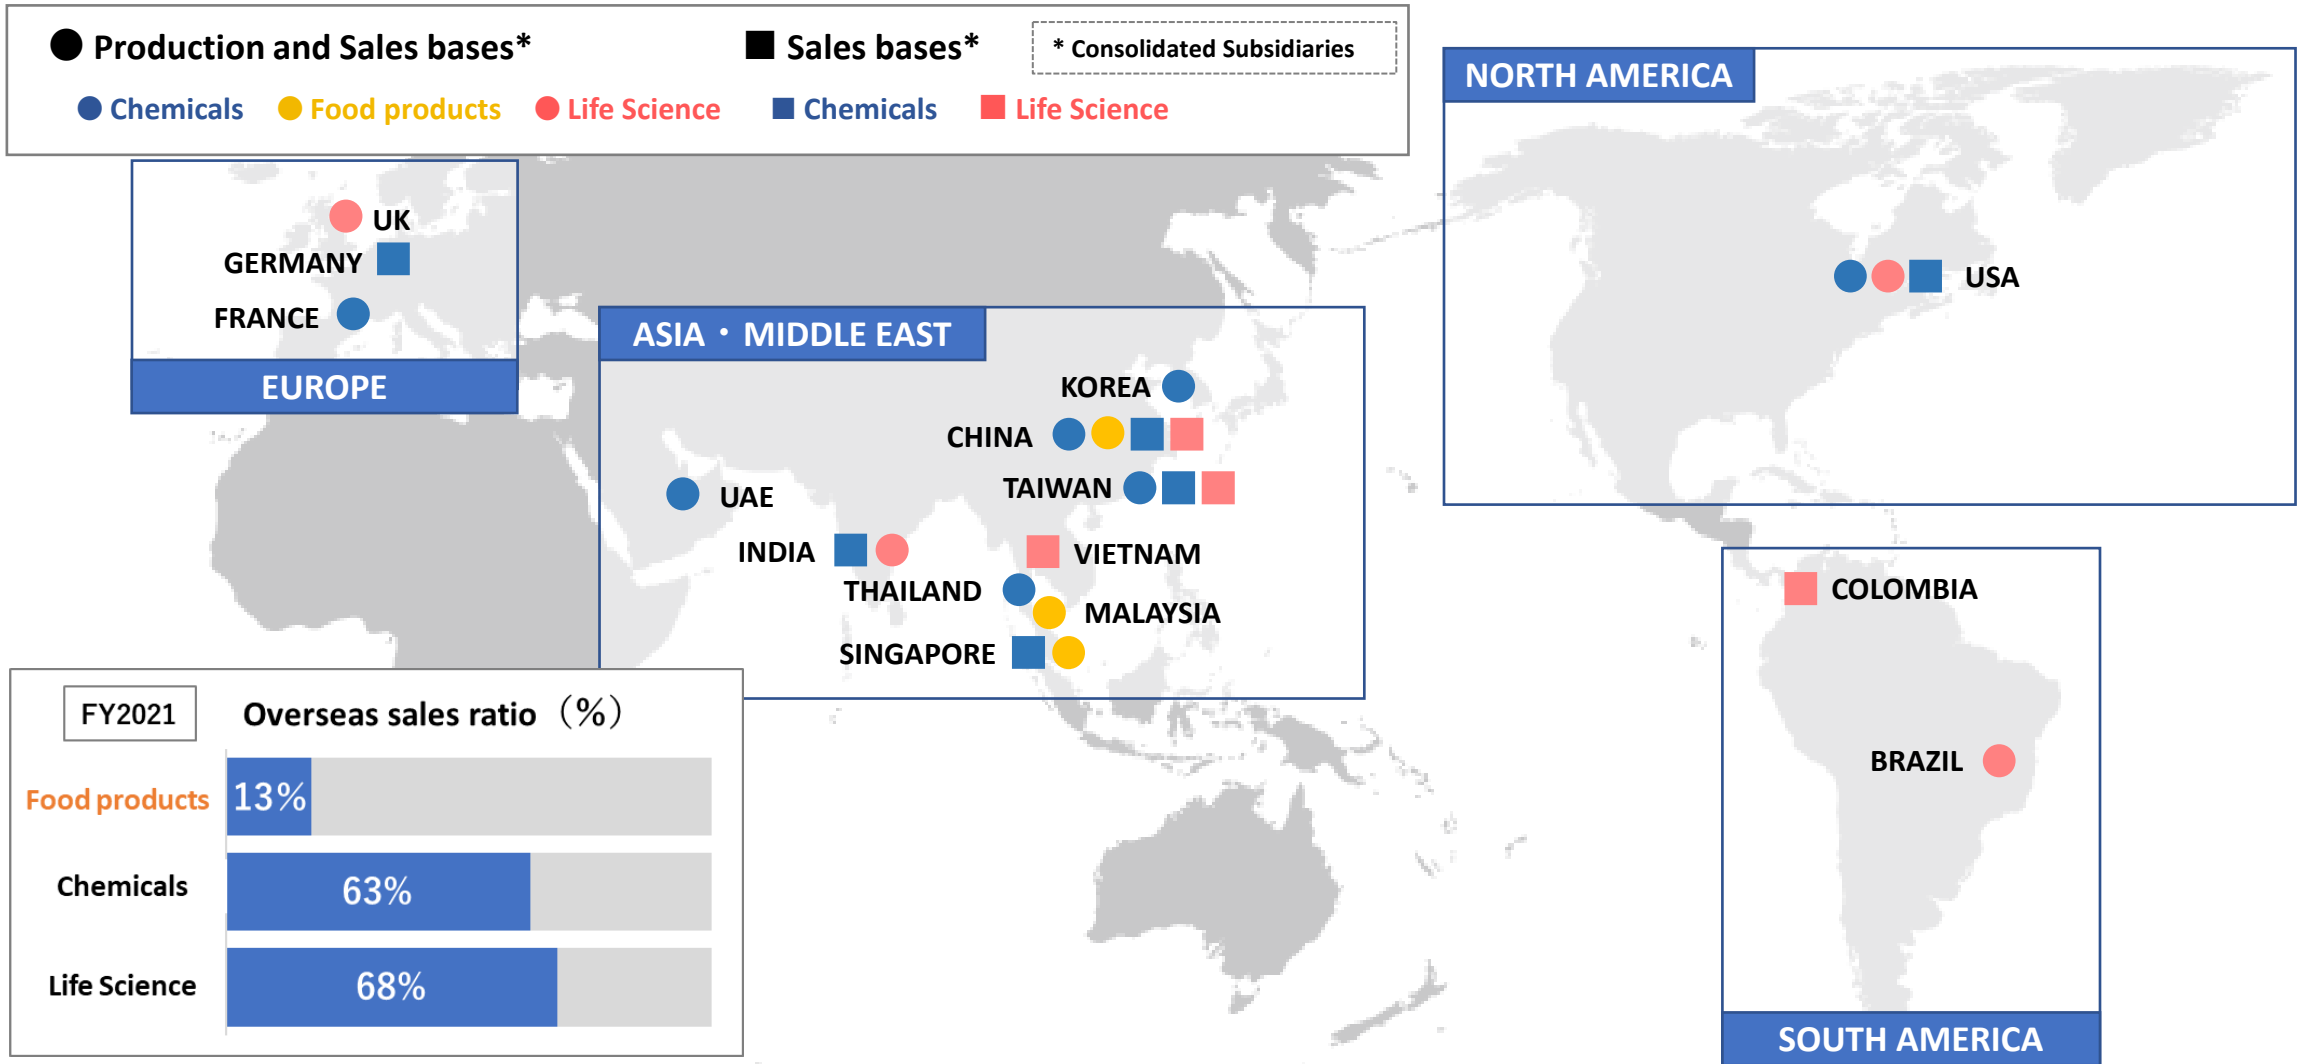 Production and Sales bases*
Sales bases*
* Consolidated Subsidiaries
Chemicals
Food products
Life Science
Chemicals
Life Science
NORTH AMERICA
USA
UK
GERMANY
FRANCE
EUROPE
ASIA・MIDDLE EAST
KOREA
CHINA
TAIWAN
UAE
INDIA
VIETNAM
THAILAND
MALAYSIA
SINGAPORE
COLOMBIA
BRAZIL
SOUTH AMERICA
FY2021
Overseas sales ratio（%）
Food products 13%
Chemicals 63%
Life Science 68%